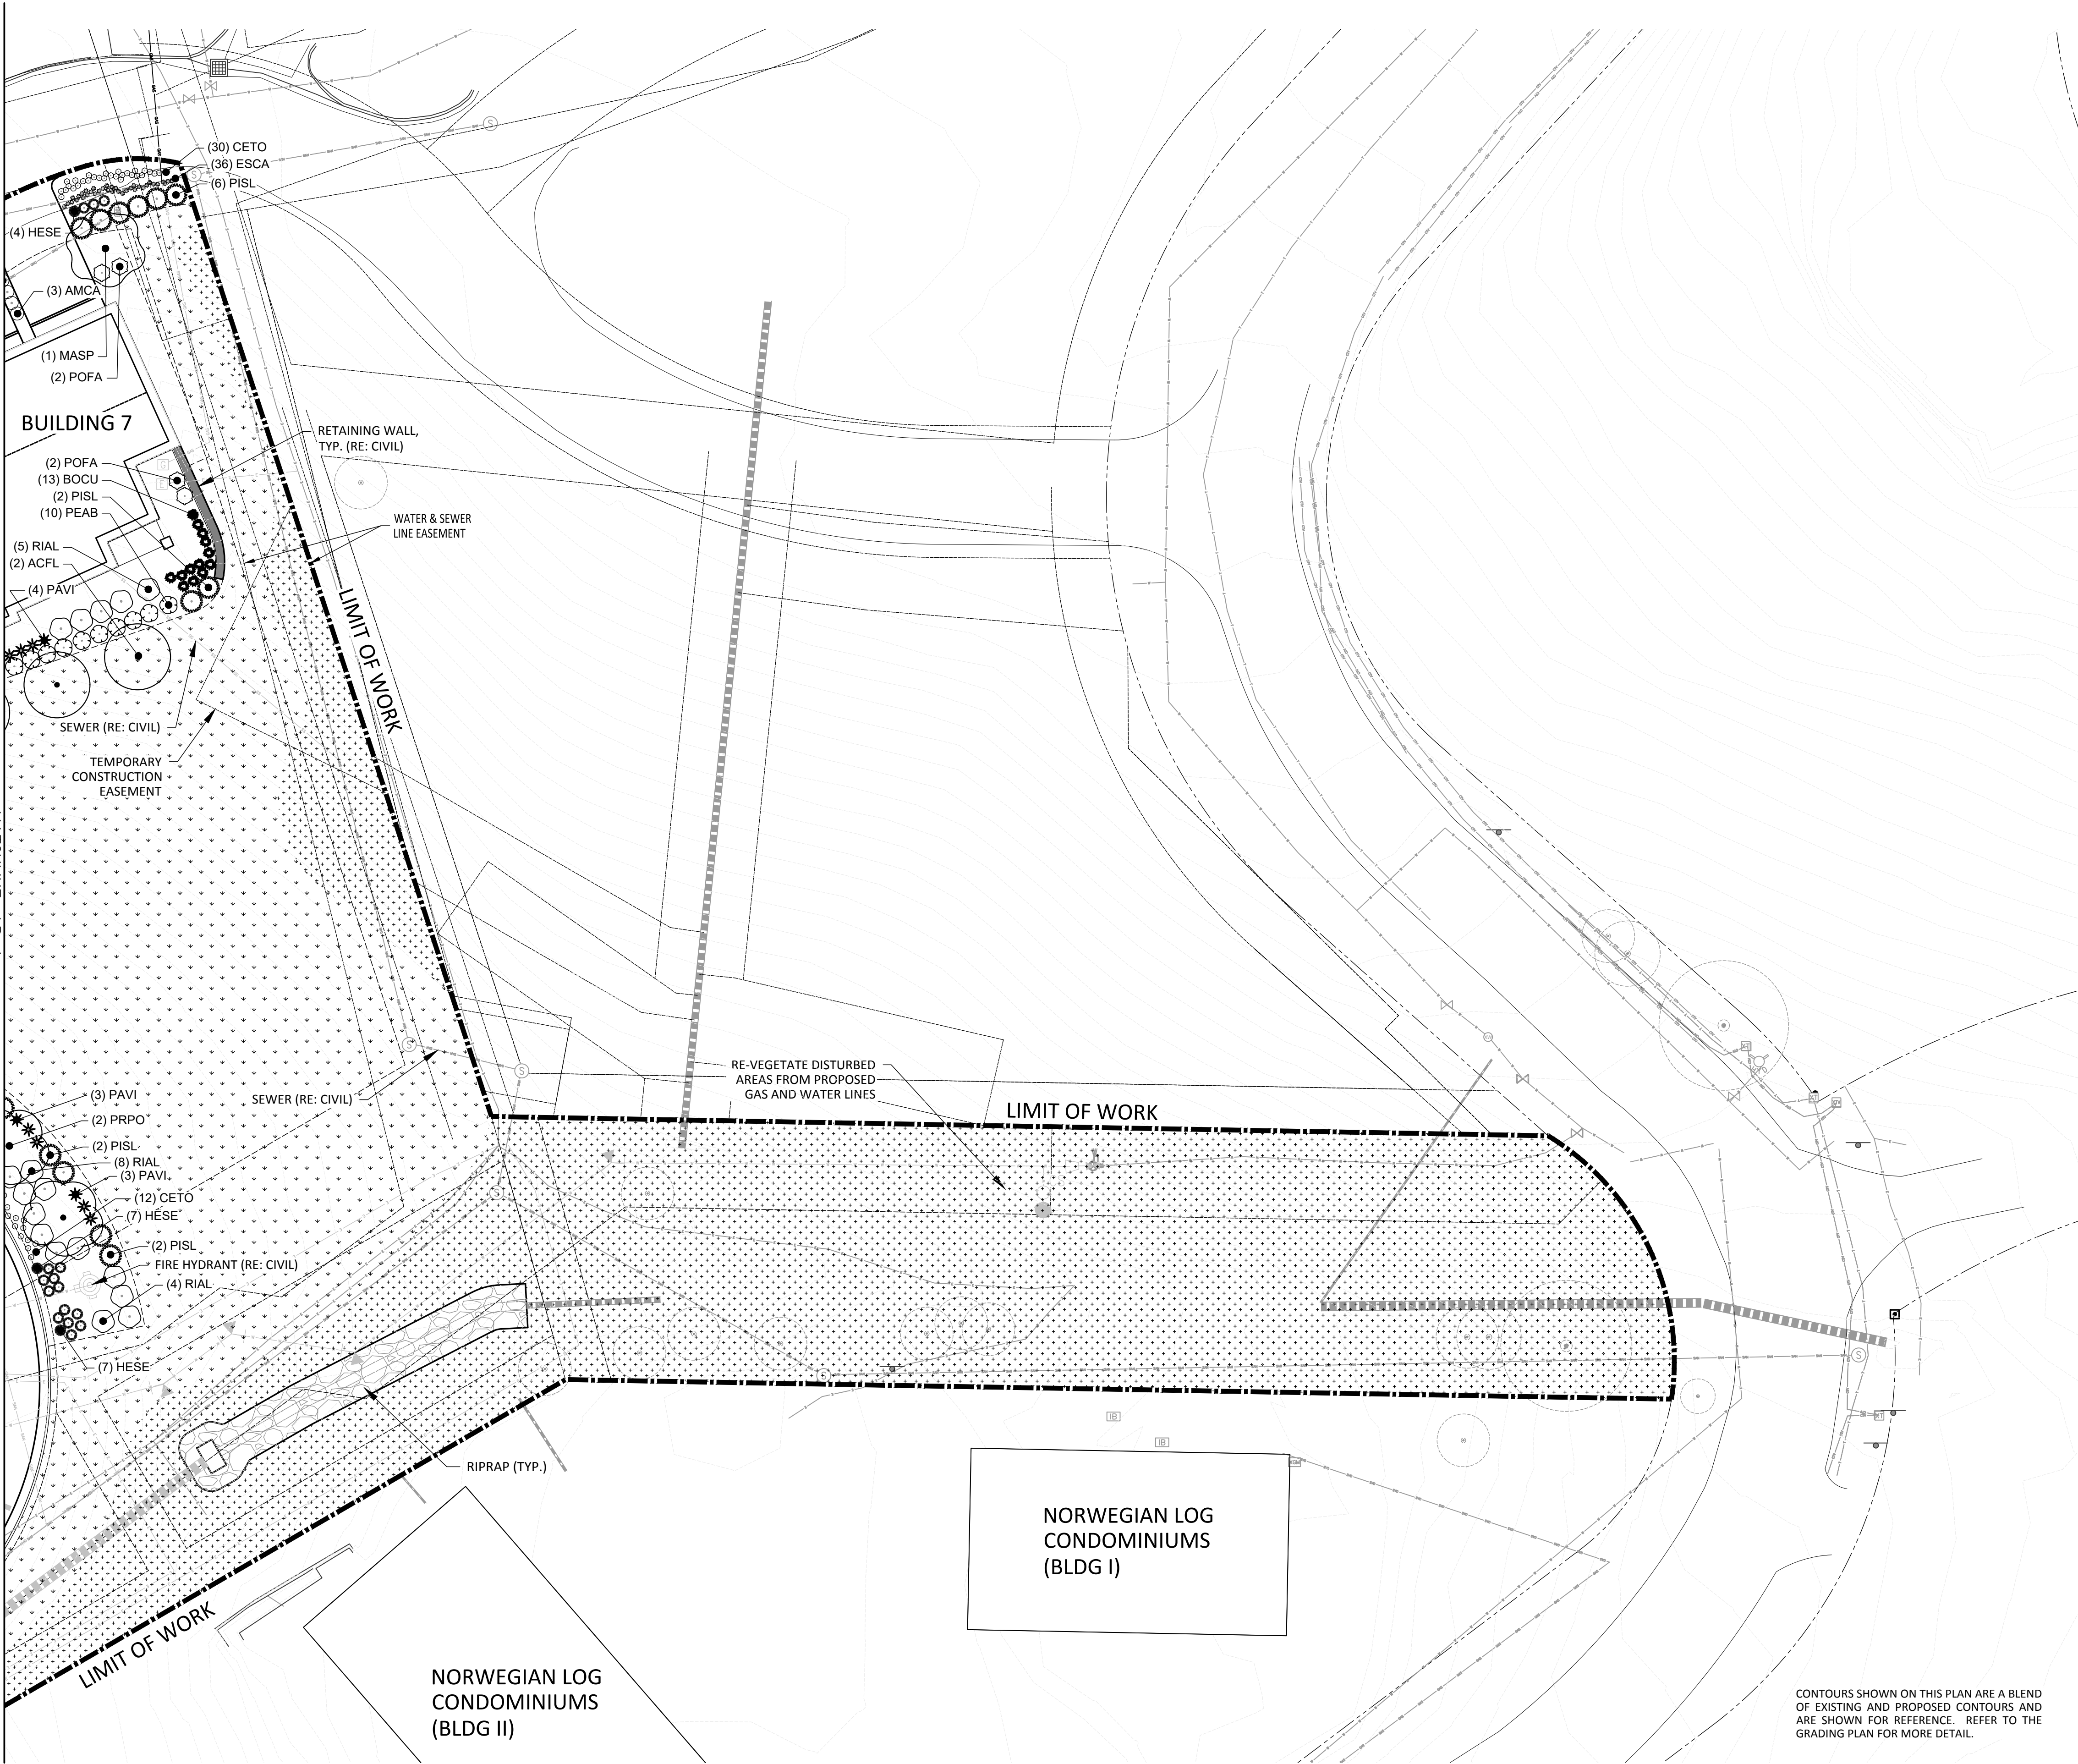 (30) CETO
(36) ESCA
(6) PISL
(4) HESE
(3) AMCA
(1) MASP
(2) POFA
BUILDING 7
RETAINING WALL,
TYP. (RE: CIVIL)
(2) POFA
(13) BOCU
(2) PISL
(10) PEAB
WATER & SEWER
LINE EASEMENT
(5) RIAL
(2) ACFL
(4) PAVI
LIMIT OF WORK
SEWER (RE: CIVIL)
TEMPORARY
CONSTRUCTION
EASEMENT
RE-VEGETATE DISTURBED
AREAS FROM PROPOSED
GAS AND WATER LINES
SEWER (RE: CIVIL)
LIMIT OF WORK
(3) PAVI
(2) PRPO
(2) PISL
(8) RIAL
(3) PAVI
(12) CETO
(7) HESE
(2) PISL
FIRE HYDRANT (RE: CIVIL)
(4) RIAL
(7) HESE
RIPRAP (TYP.)
LIMIT OF WORK
NORWEGIAN LOG
CONDOMINIUMS
(BLDG I)
NORWEGIAN LOG
CONDOMINIUMS
(BLDG II)
CONTOURS SHOWN ON THIS PLAN ARE A BLEND
OF EXISTING AND PROPOSED CONTOURS AND
ARE SHOWN FOR REFERENCE. REFER TO THE
GRADING PLAN FOR MORE DETAIL.